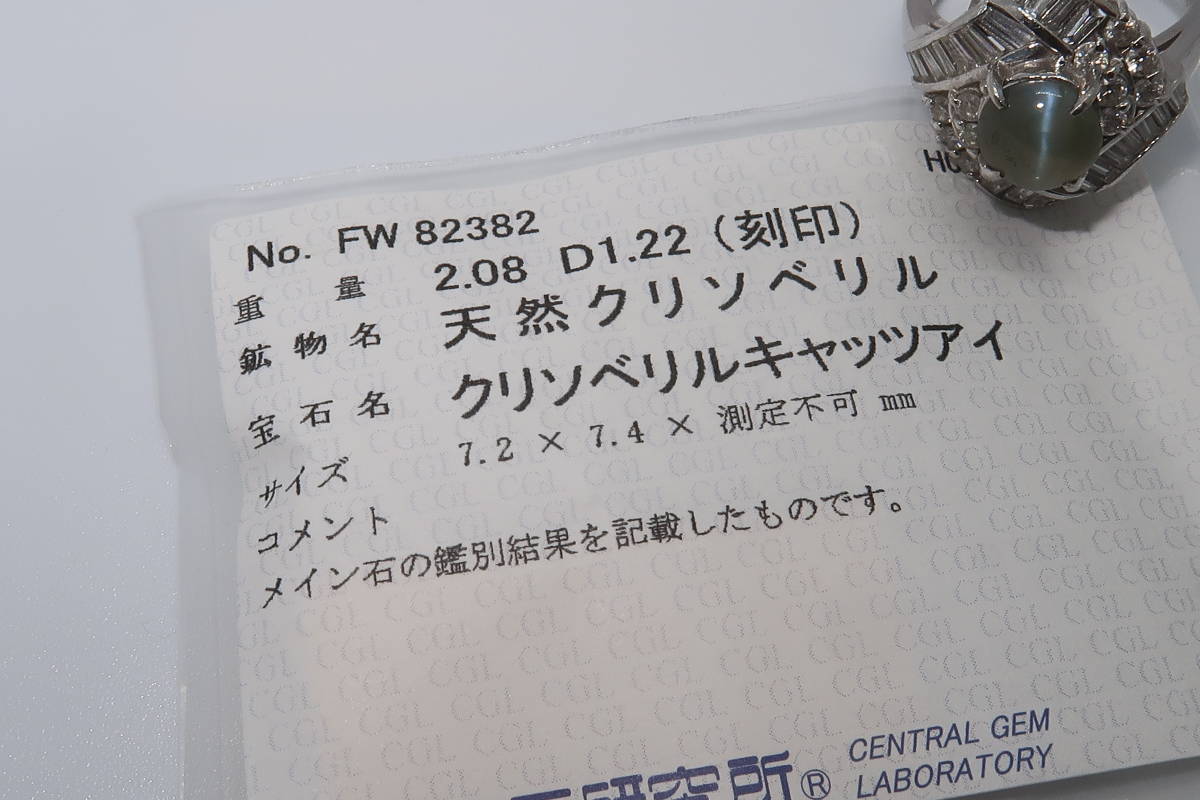 No. FW 82382
重量 2.08 D1.22(刻印)
鉱物名 天然クリソベリル
宝石名 クリソベリルキャッツアイ
サイズ 7.2 × 7.4 × 測定不可 mm
コメント
メイン石の鑑別結果を記載したものです。
研究所®
CENTRAL GEM
LABORATORY